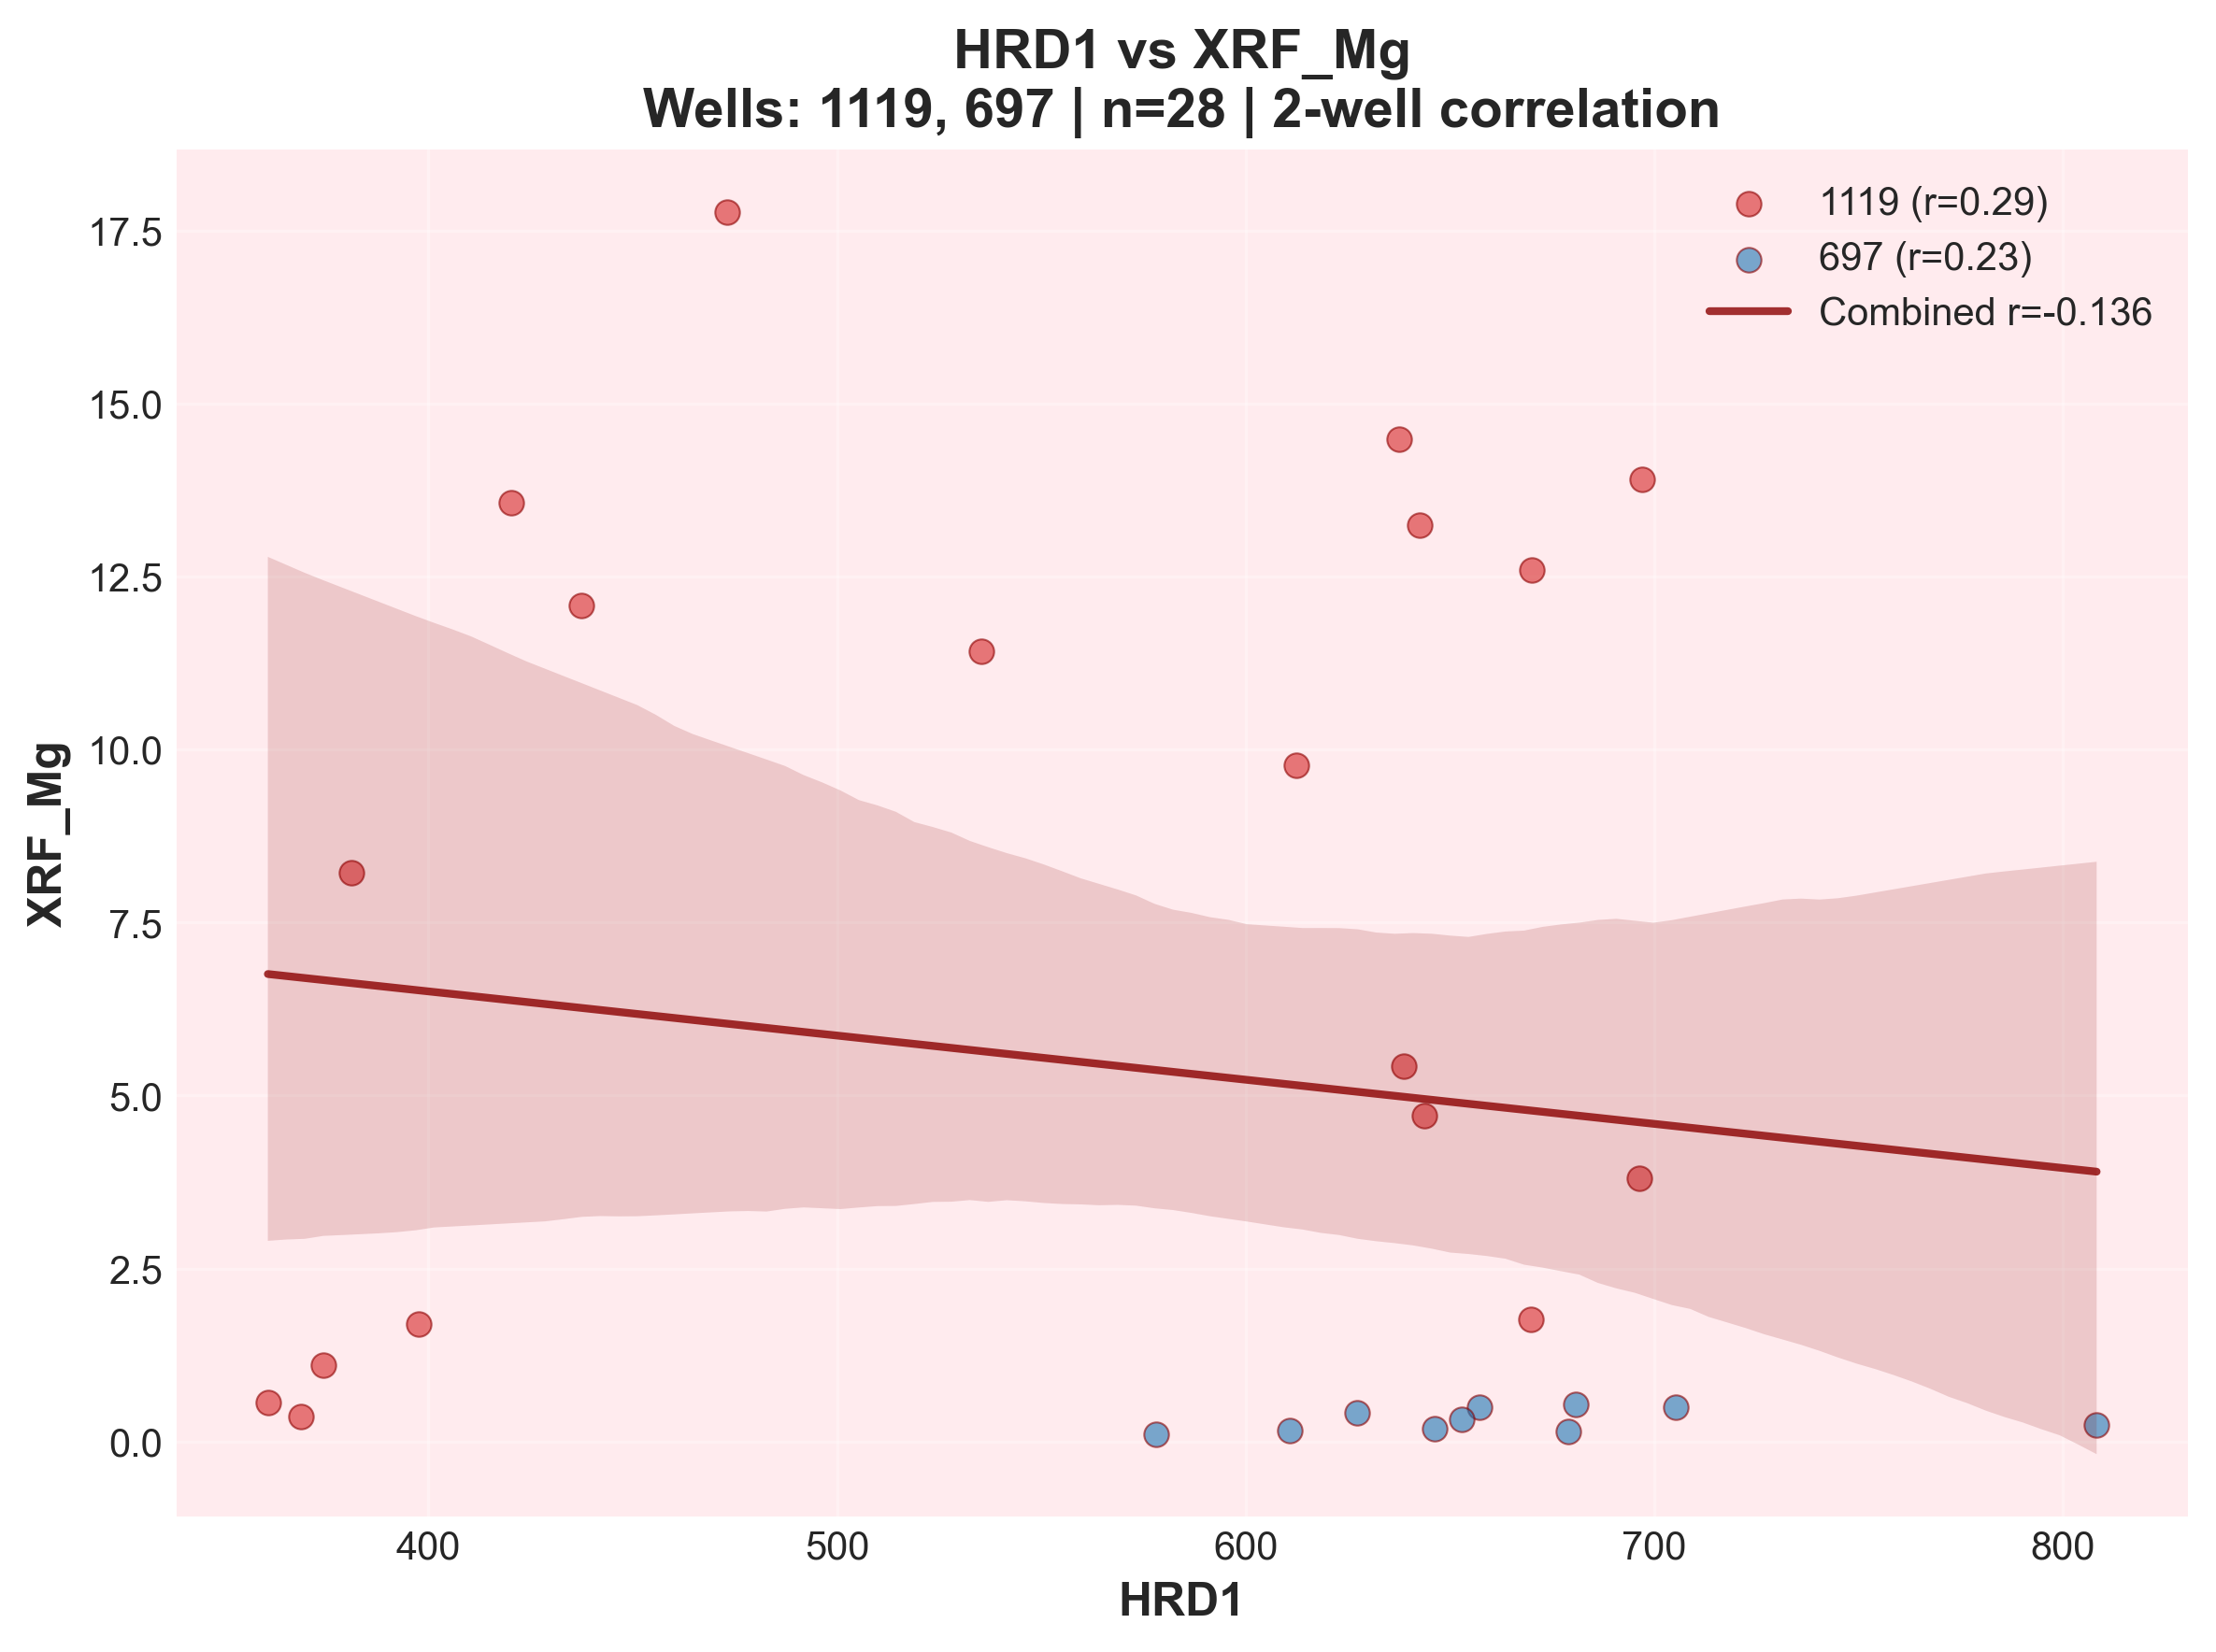 HRD1 vs XRF_Mg
Wells: 1119, 697 | n=28 | 2-well correlation
1119 (r=0.29)
697 (r=0.23)
Combined r=-0.136
XRF_Mg
17.5
15.0
12.5
10.0
7.5
5.0
2.5
0.0
400 500 600 700 800
HRD1